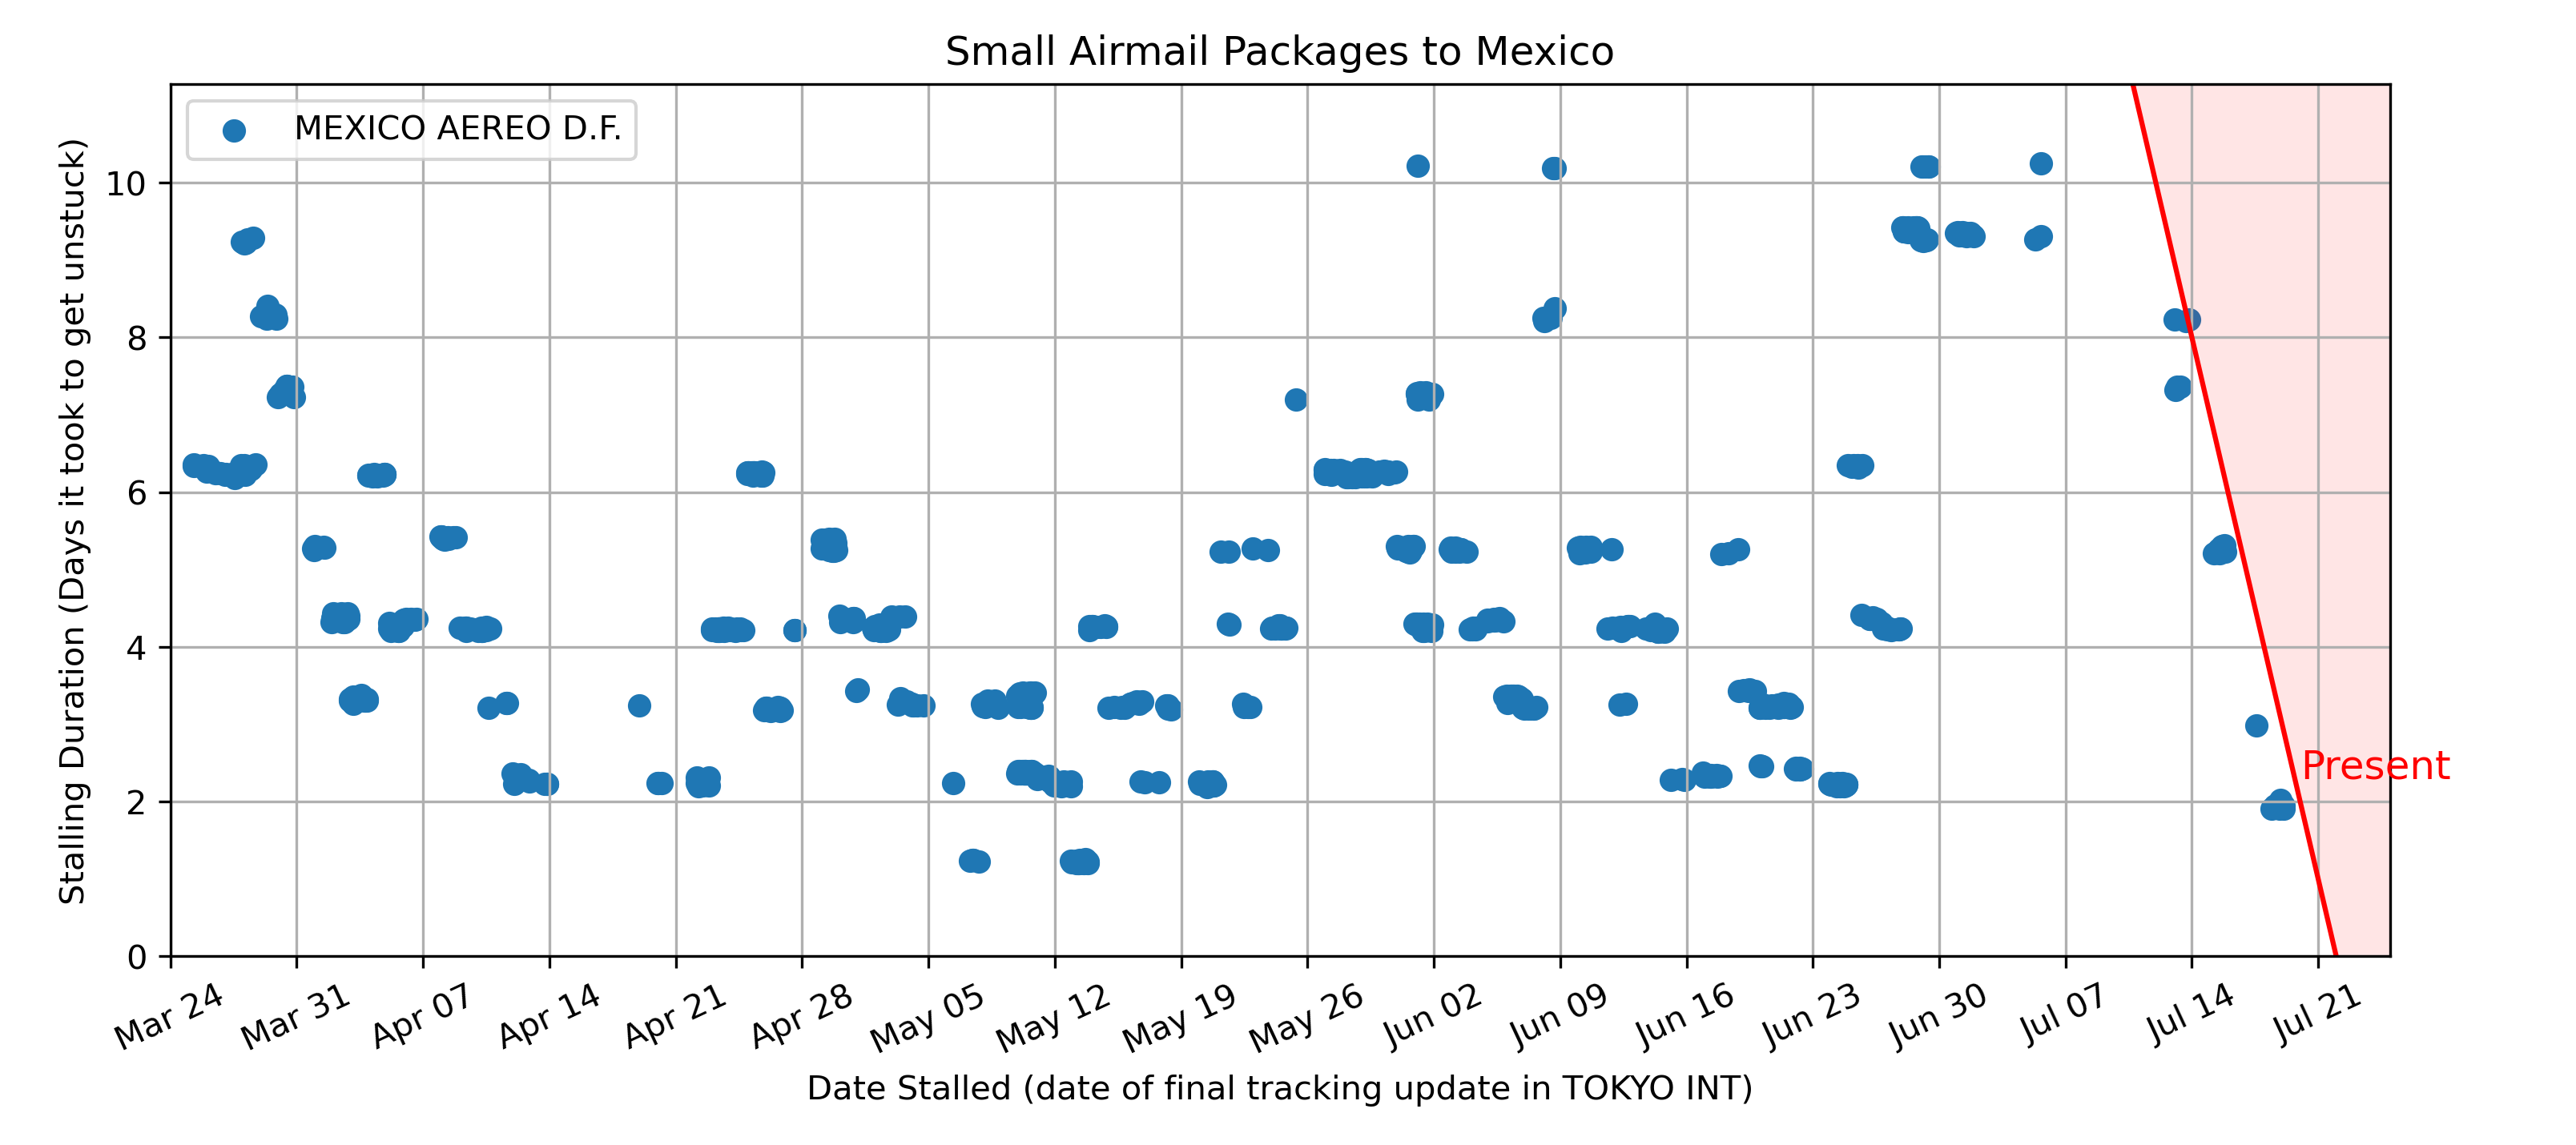 Small Airmail Packages to Mexico
MEXICO AEREO D.F.
Stalling Duration (Days it took to get unstuck)
10
8
6
4
2
0
Present
Mar 24
Mar 31
Apr 07
Apr 14
Apr 21
Apr 28
May 05
May 12
May 19
May 26
Jun 02
Jun 09
Jun 16
Jun 23
Jun 30
Jul 07
Jul 14
Jul 21
Date Stalled (date of final tracking update in TOKYO INT)